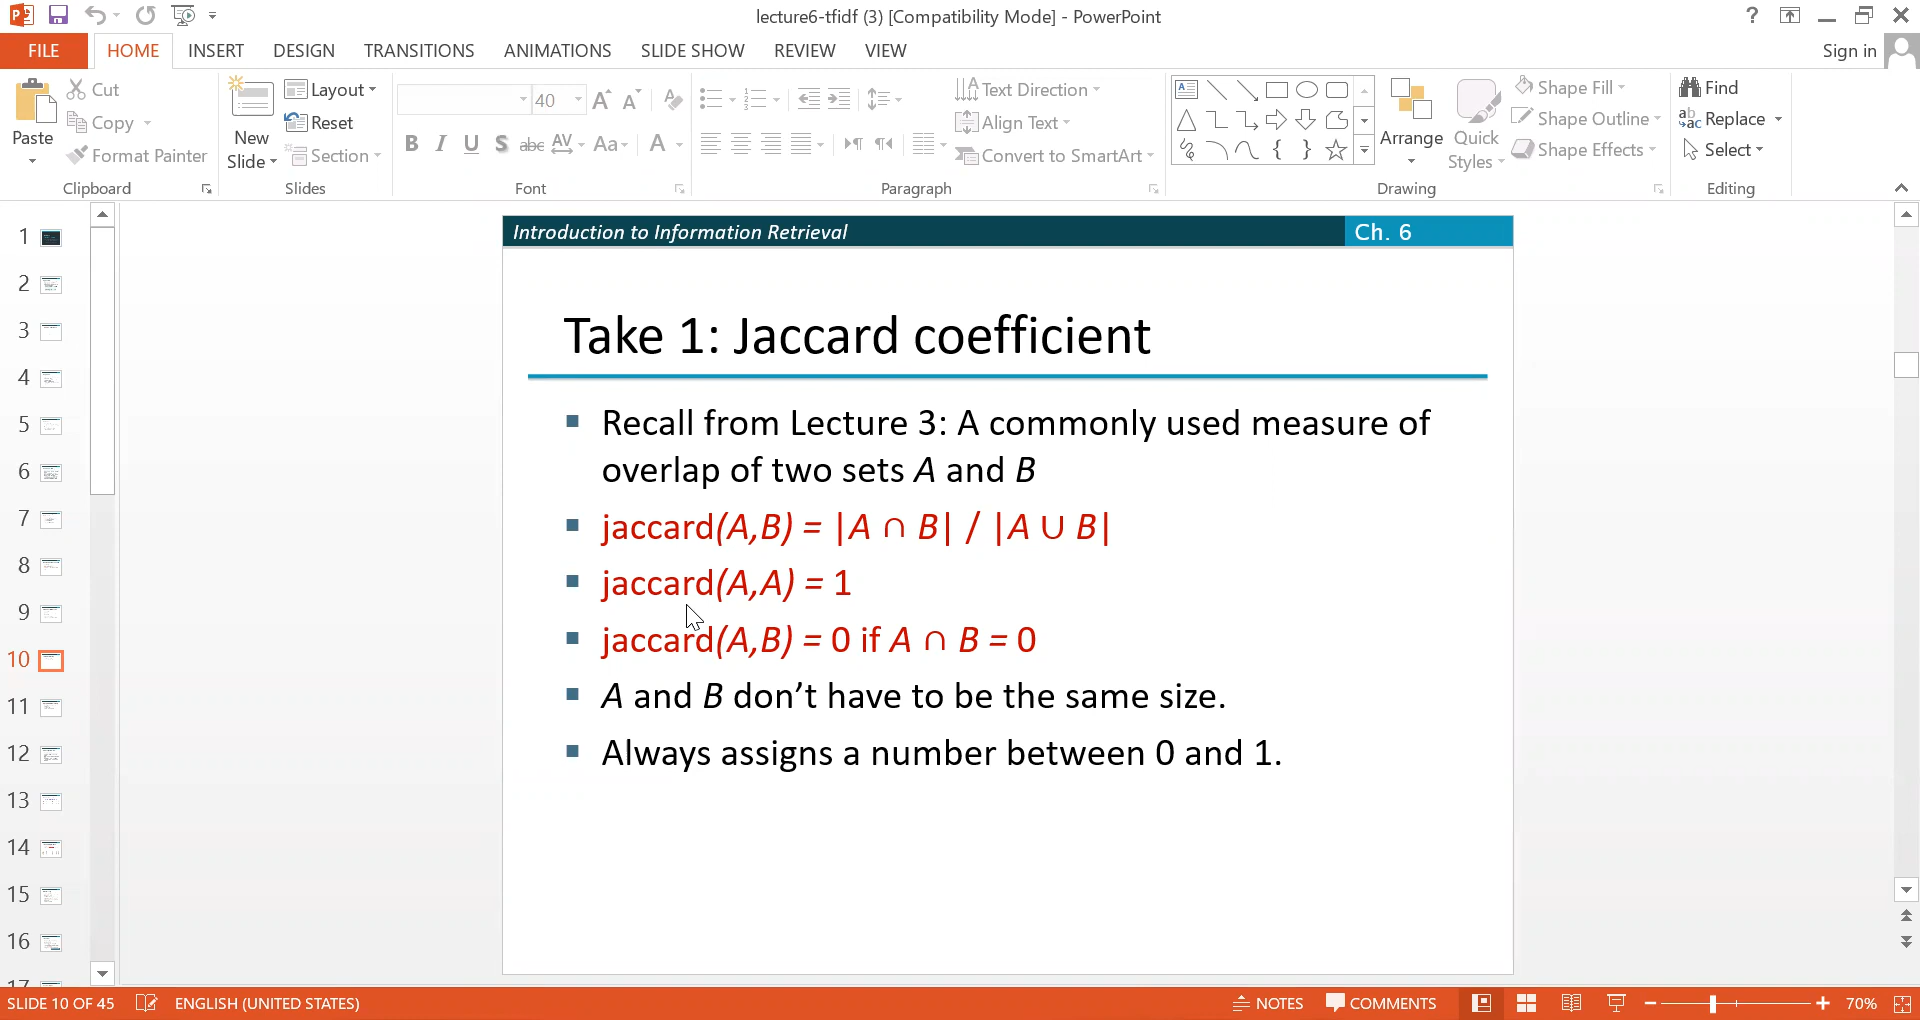 lecture6-tfidf (3) [Compatibility Mode] - PowerPoint
?
FILE HOME INSERT DESIGN TRANSITIONS ANIMATIONS SLIDE SHOW REVIEW VIEW
Sign in
Paste
Cut
Copy
Format Painter
Clipboard
New
Slide
Layout
Reset
Section
Slides
40
B I U S abc AV Aa A
Font
Text Direction
Align Text
Convert to SmartArt
Paragraph
Arrange
Quick
Styles
Shape Fill
Shape Outline
Shape Effects
Drawing
Find
Replace
Select
Editing
1
2
3
4
5
6
7
8
9
10
11
12
13
14
15
16
17
Introduction to Information Retrieval
Ch. 6
Take 1: Jaccard coefficient
Recall from Lecture 3: A commonly used measure of
overlap of two sets A and B
jaccard(A,B) = |A ∩ B| / |A ∪ B|
jaccard(A,A) = 1
jaccard(A,B) = 0 if A ∩ B = 0
A and B don’t have to be the same size.
Always assigns a number between 0 and 1.
SLIDE 10 OF 45
ENGLISH (UNITED STATES)
NOTES
COMMENTS
70%